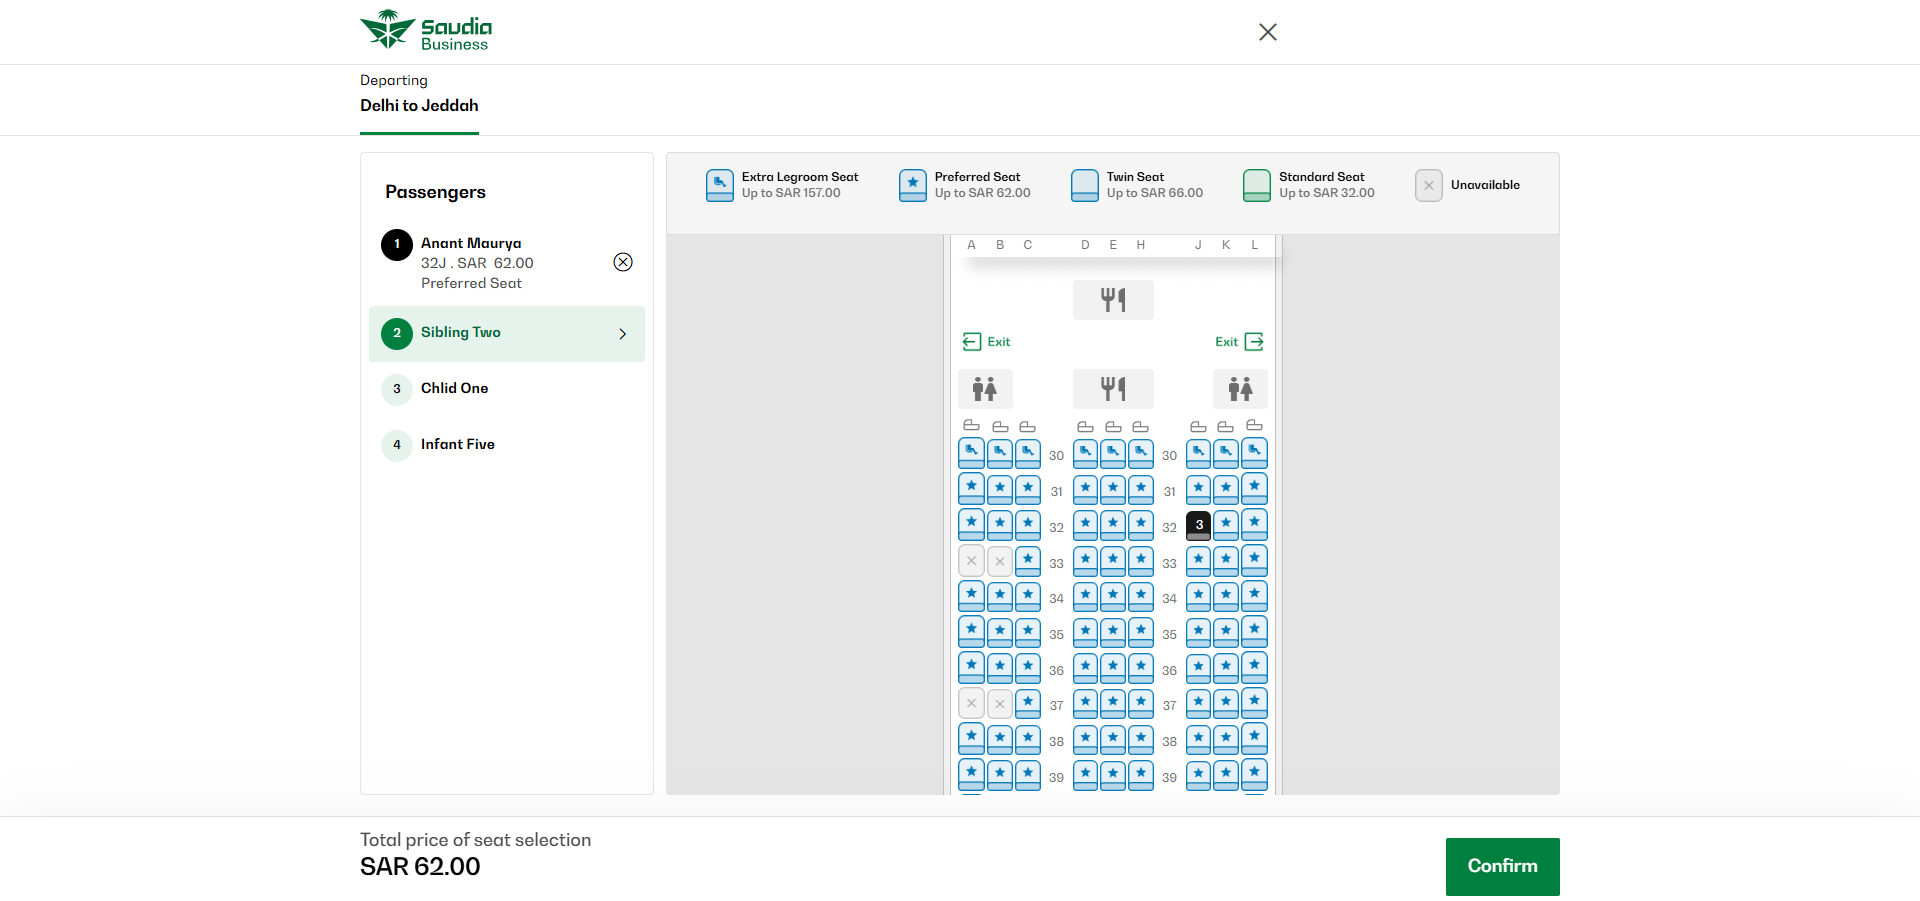 Saudia
Business
Departing
Delhi to Jeddah
Passengers
1 Anant Maurya
32J . SAR 62.00
Preferred Seat
2 Sibling Two
3 Chlid One
4 Infant Five
Extra Legroom Seat
Up to SAR 157.00
Preferred Seat
Up to SAR 62.00
Twin Seat
Up to SAR 66.00
Standard Seat
Up to SAR 32.00
Unavailable
A B C D E H J K L
Exit Exit
30 30
31 31
32 32 3
33 33
34 34
35 35
36 36
37 37
38 38
39 39
Total price of seat selection
SAR 62.00
Confirm